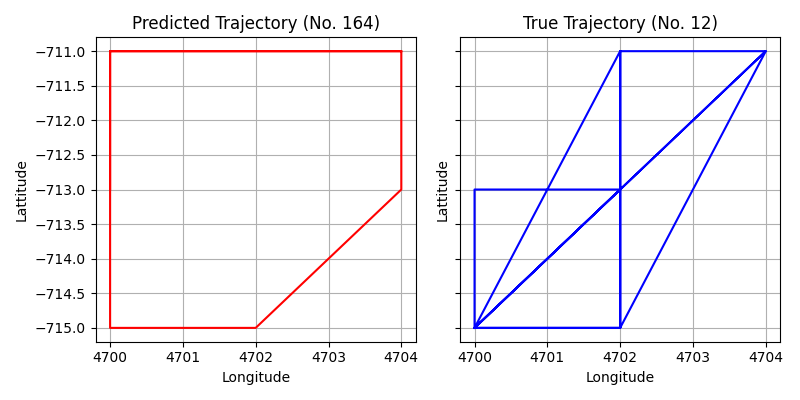 Predicted Trajectory (No. 164)
True Trajectory (No. 12)
−711.0
−711.5
−712.0
−712.5
−713.0
−713.5
−714.0
−714.5
−715.0
Lattitude
Lattitude
4700 4701 4702 4703 4704
4700 4701 4702 4703 4704
Longitude
Longitude